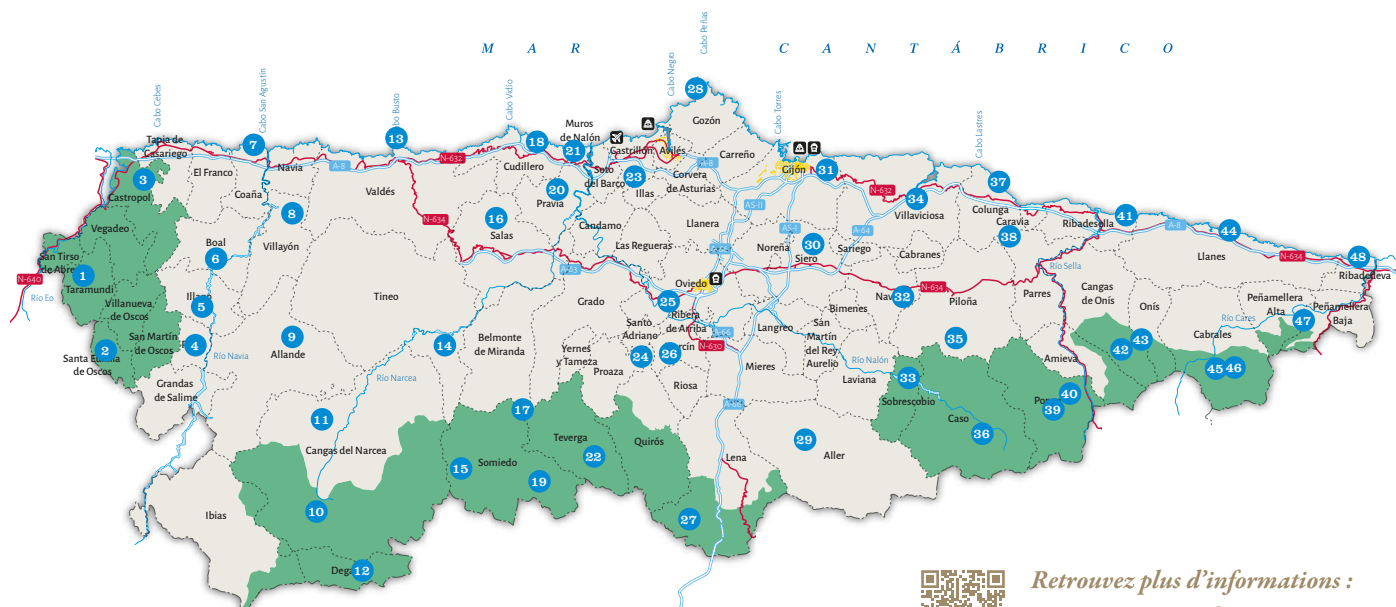 MAR CANTÁBRICO
Cabo Peñas
Cabo Negro
Cabo Torres
Cabo Vidío
Cabo Busto
Cabo San Agustín
Cabo Cebes
Cabo Lastres
28
Gozón
Tapia de
Casariego
7
13
18
Muros
de Nalón
21
Castrillón
Avilés
Carreño
A-8
N-632
A-8
3
Castropol
El Franco
Navia
Coaña
Valdés
Cudillero
20
Pravia
Soto
del Barco
23
Illas
Corvera
de Asturias
Gijón
31
N-632
34
Villaviciosa
37
Colunga
Caravia
38
Ribadesella
41
A-8
44
Llanes
N-634
48
Ribadedeva
Vegadeo
8
Villayón
N-634
16
Salas
Candamo
Llanera
AS-II
AS-I
A-64
Noreña
30
Siero
Sariego
Cabranes
San Tirso
de Abres
1
Taramundi
N-640
Río Eo
Boal
6
Las Regueras
A-63
Oviedo
Río Sella
Villanueva
de Oscos
5
Tineo
Grado
25
Ribera
de Arriba
Langreo
Bimenes
32
N-634
Piloña
Parres
Cangas
de Onís
Onís
Peñamellera
Alta
47
Peñamellera
Baja
Río Cares
Cabrales
San Martín
de Oscos
4
Río Navia
2
de Oscos
9
Allande
14
Belmonte
de Miranda
Santo
Adriano
24
26
A-66
N-630
San
Martín
del Rey
Aurelio
Río Nalón
35
42
43
45
46
Yernes
y Tameza
Proaza
Mieres
Laviana
33
Amieva
Grandas
de Salime
Río Narcea
Riosa
Sobrescobio
40
39
11
17
Caso
36
Cangas del Narcea
Teverga
22
Quirós
29
Aller
15
Somiedo
19
Lena
Ibias
10
27
12
Retrouvez plus d'informations :